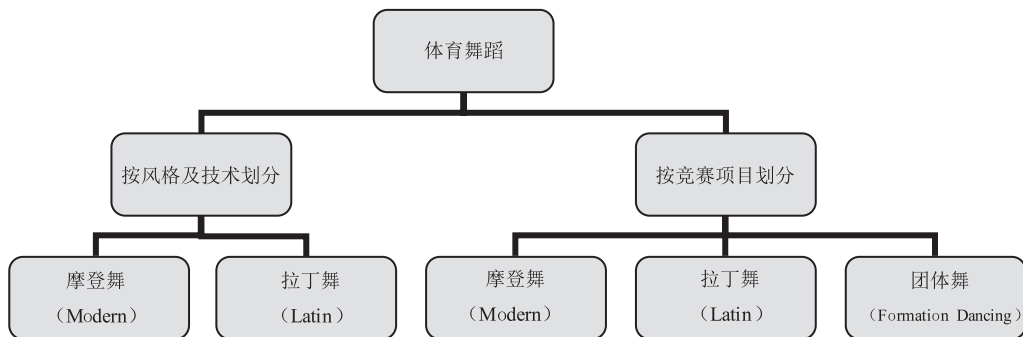 体育舞蹈
按风格及技术划分
按竞赛项目划分
摩登舞
（Modern）
拉丁舞
（Latin）
摩登舞
（Modern）
拉丁舞
（Latin）
团体舞
（Formation Dancing）